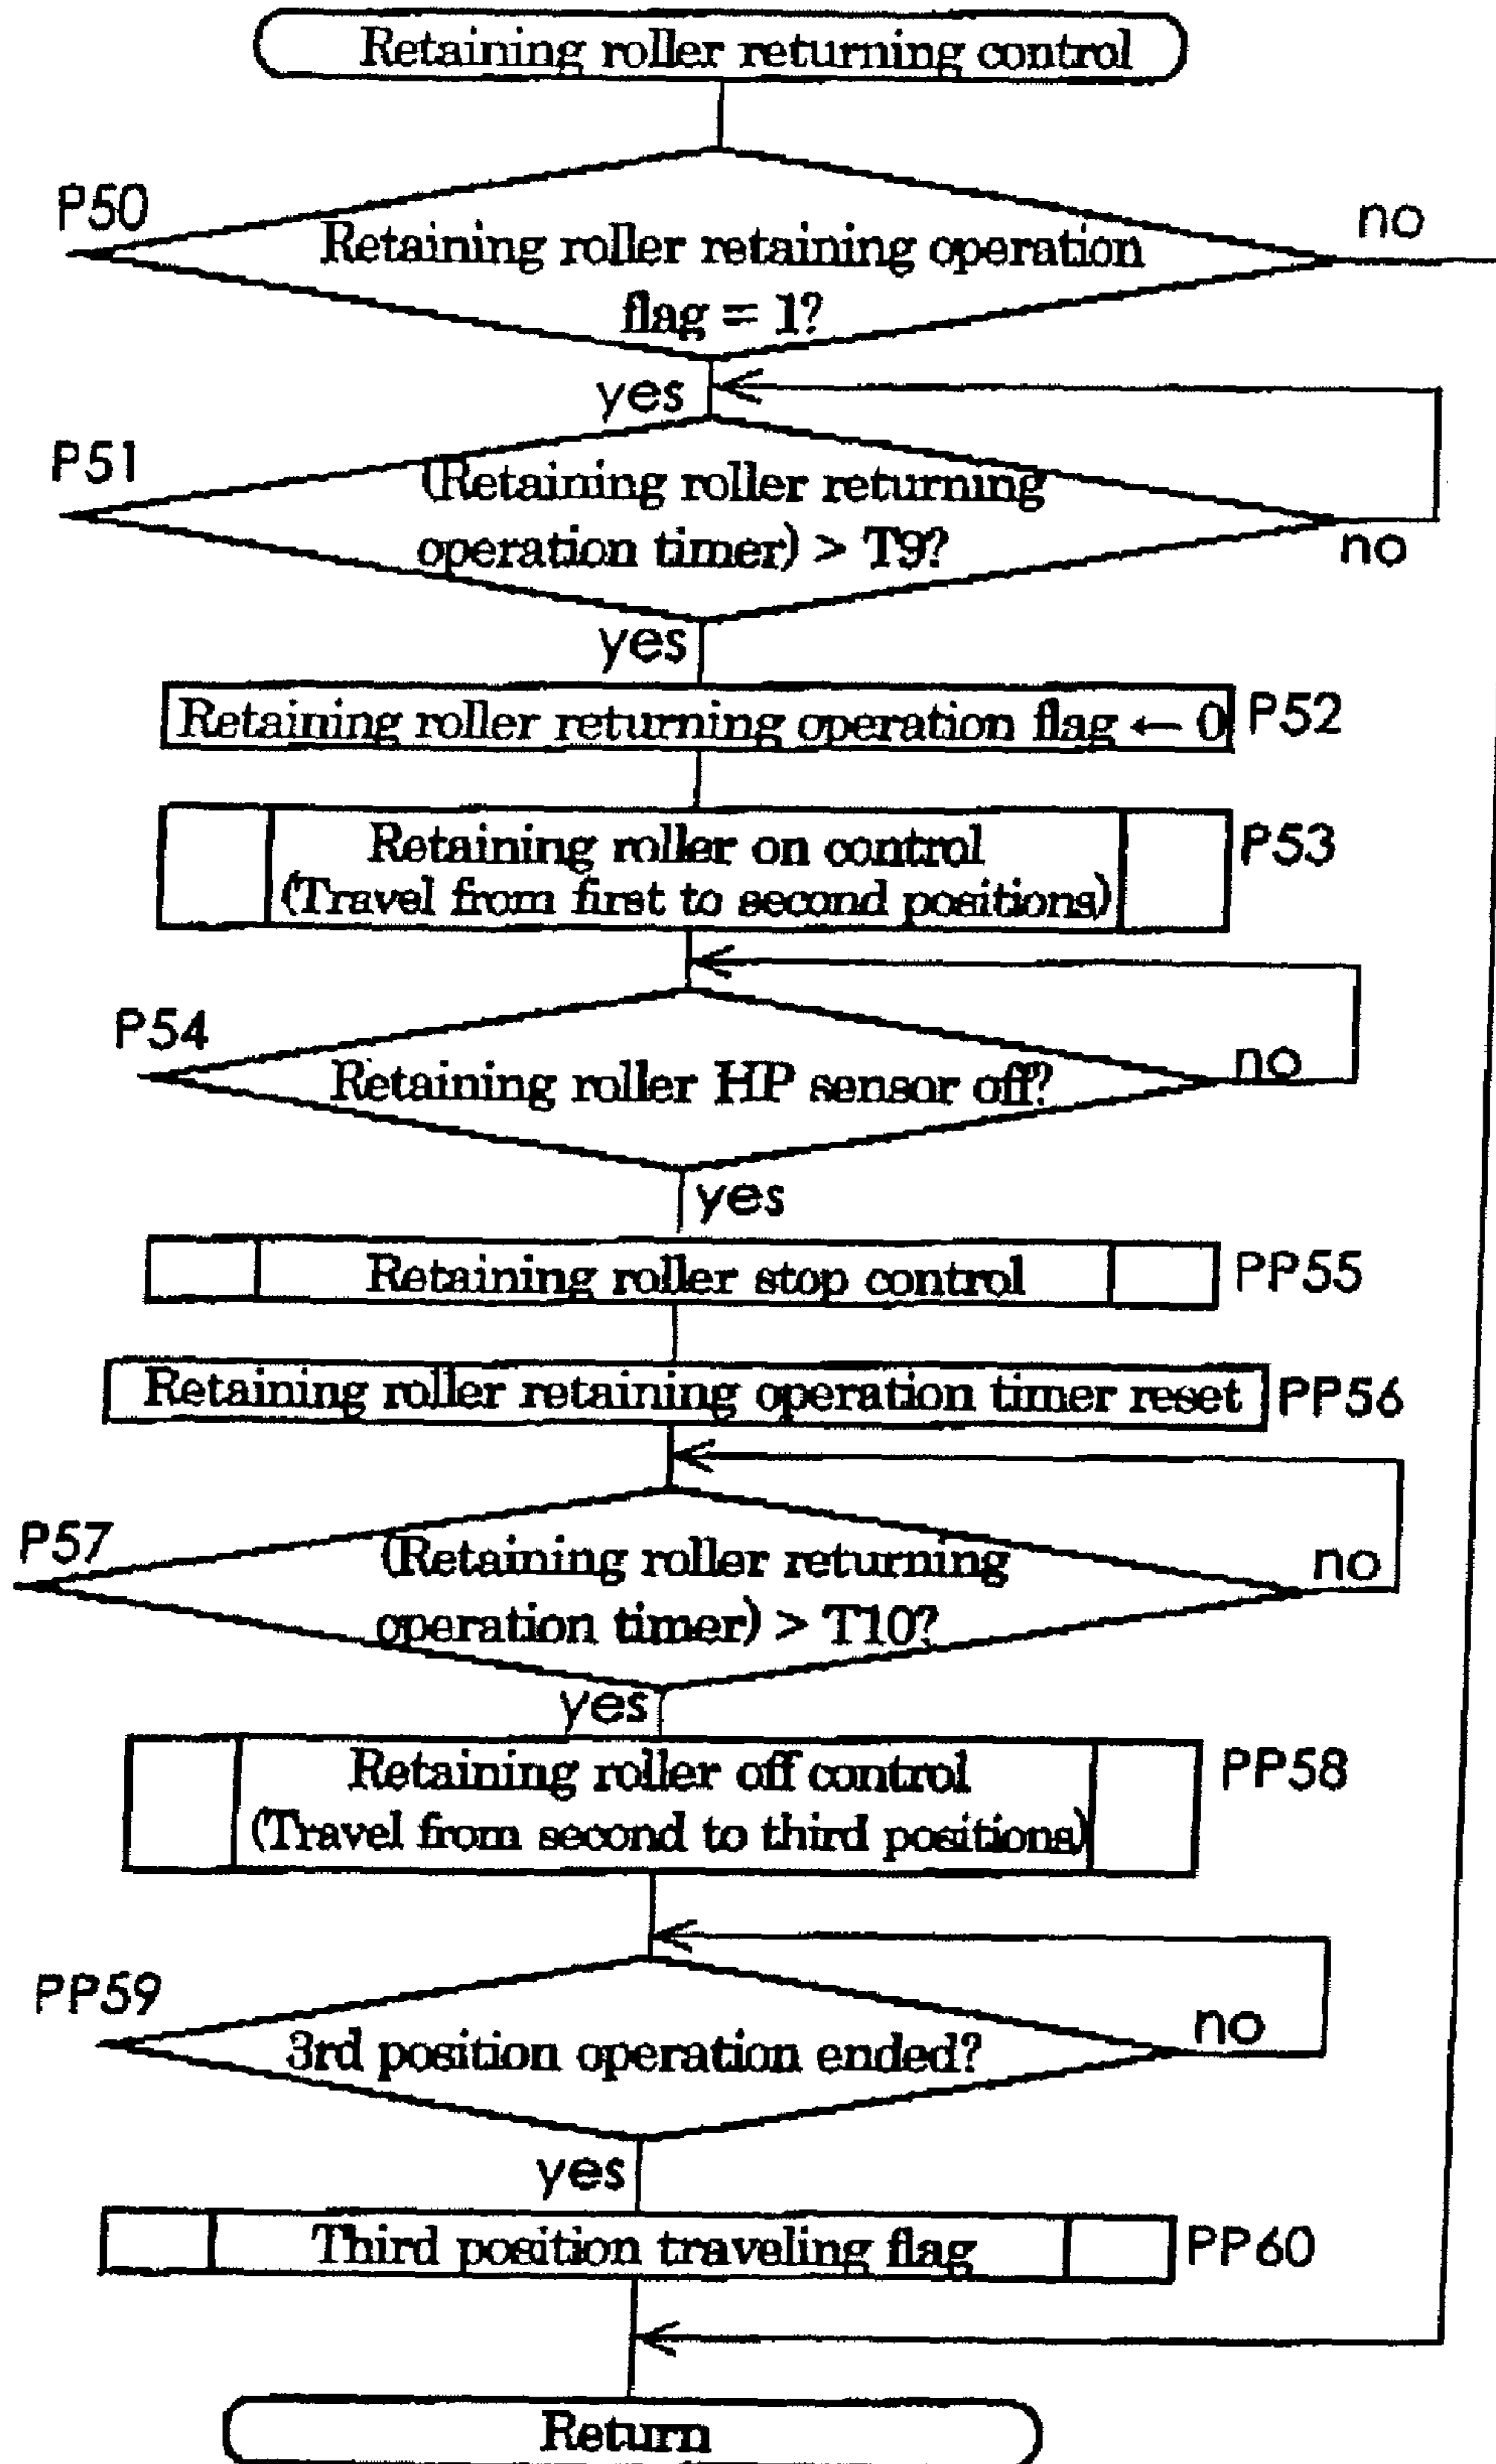 Retaining roller returning control
P50
no
Retaining roller retaining operation
flag = 1?
yes
P51
(Retaining roller returning
operation timer) > T9?
no
yes
Retaining roller returning operation flag ← 0
P52
Retaining roller on control
(Travel from first to second positions)
P53
P54
Retaining roller HP sensor off?
no
yes
Retaining roller stop control
PP55
Retaining roller retaining operation timer reset
PP56
P57
(Retaining roller returning
operation timer) > T10?
no
yes
Retaining roller off control
(Travel from second to third positions)
PP58
PP59
3rd position operation ended?
no
yes
Third position traveling flag
PP60
Return